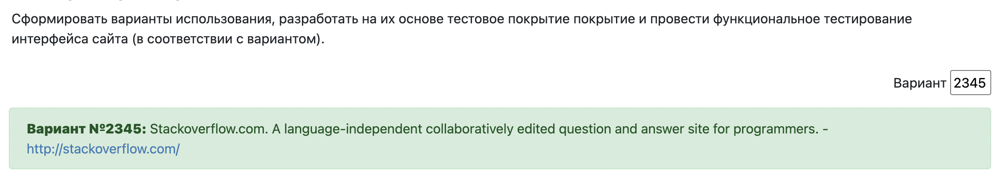 Сформировать варианты использования, разработать на их основе тестовое покрытие покрытие и провести функциональное тестирование
интерфейса сайта (в соответствии с вариантом).
Вариант 2345
Вариант №2345: Stackoverflow.com. A language-independent collaboratively edited question and answer site for programmers. -
http://stackoverflow.com/